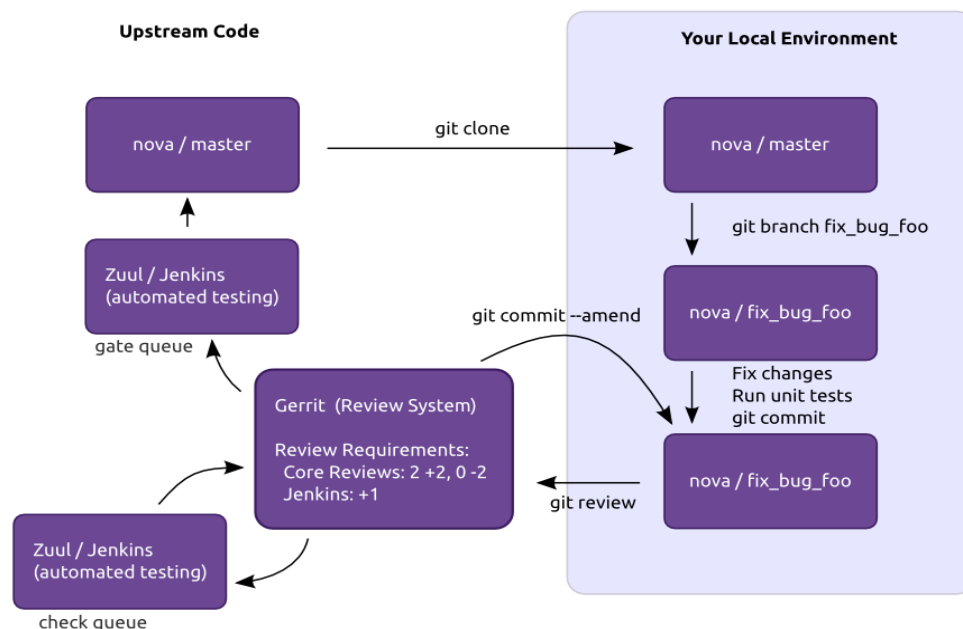 Upstream Code
Your Local Environment
nova / master
git clone
nova / master
git branch fix_bug_foo
Zuul / Jenkins
(automated testing)
gate queue
nova / fix_bug_foo
git commit --amend
Fix changes
Run unit tests
git commit
Gerrit  (Review System)
Review Requirements:
Core Reviews: 2 +2, 0 -2
Jenkins: +1
nova / fix_bug_foo
git review
Zuul / Jenkins
(automated testing)
check queue